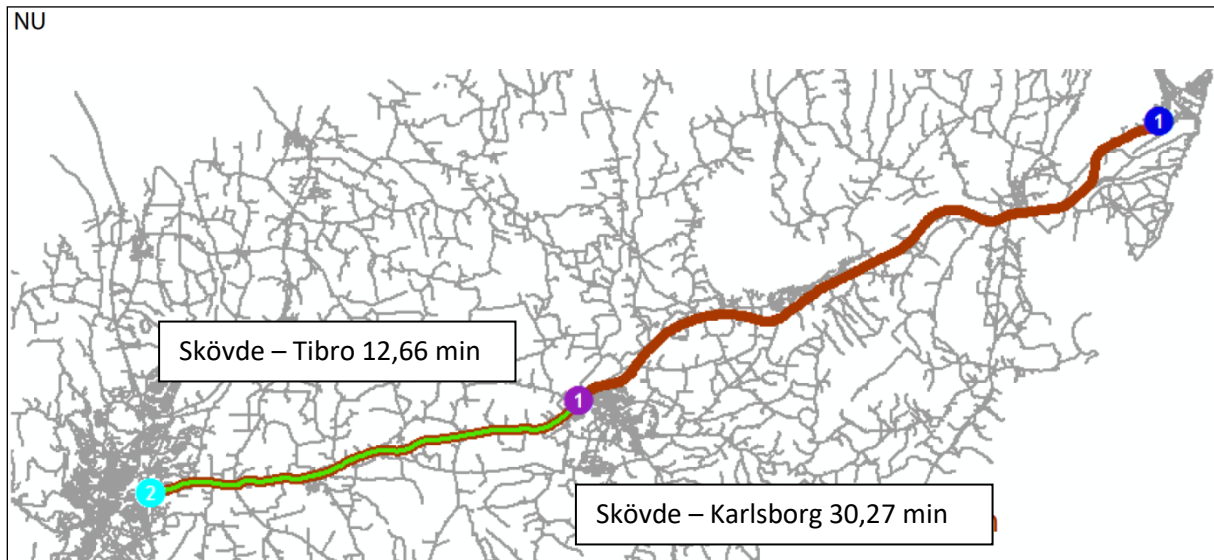 NU
1
Skövde – Tibro 12,66 min
1
2
Skövde – Karlsborg 30,27 min